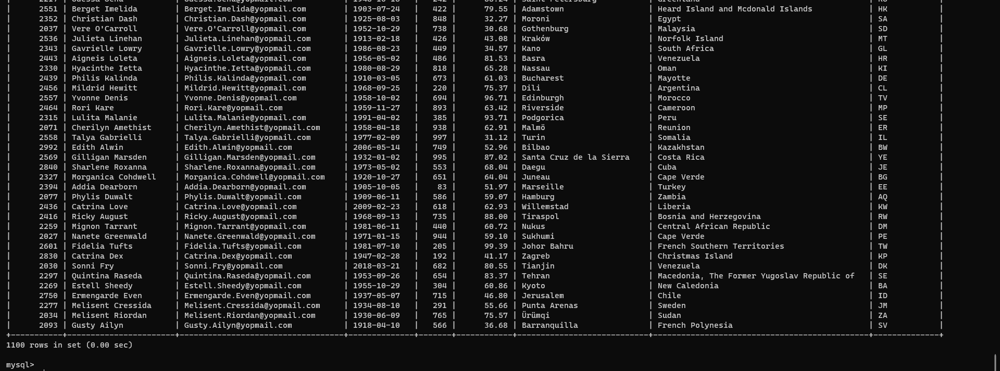 | 2551 | Berget Imelida | Berget.Imelida@yopmail.com | 1903-07-24 | 422 | 79.55 | Adamstown | Heard Island and Mcdonald Islands | HK |
| 2352 | Christian Dash | Christian.Dash@yopmail.com | 1925-08-03 | 848 | 32.27 | Moroni | Egypt | SA |
| 2037 | Vere O'Carroll | Vere.O'Carroll@yopmail.com | 1952-10-29 | 738 | 30.68 | Gothenburg | Malaysia | SD |
| 2536 | Julieta Linehan | Julieta.Linehan@yopmail.com | 1913-02-18 | 426 | 43.08 | Kraków | Norfolk Island | MT |
| 2343 | Gavrielle Lowry | Gavrielle.Lowry@yopmail.com | 1986-08-23 | 449 | 34.57 | Kano | South Africa | GL |
| 2443 | Aigneis Loleta | Aigneis.Loleta@yopmail.com | 1956-05-02 | 486 | 81.53 | Basra | Venezuela | HR |
| 2330 | Hyacinthe Ietta | Hyacinthe.Ietta@yopmail.com | 1980-08-29 | 818 | 65.28 | Nassau | Oman | KI |
| 2439 | Philis Kalinda | Philis.Kalinda@yopmail.com | 1910-03-05 | 673 | 61.03 | Bucharest | Mayotte | DE |
| 2456 | Mildrid Hewitt | Mildrid.Hewitt@yopmail.com | 1968-09-25 | 220 | 75.37 | Dili | Argentina | CL |
| 2557 | Yvonne Denis | Yvonne.Denis@yopmail.com | 1958-10-02 | 694 | 96.71 | Edinburgh | Morocco | TV |
| 2464 | Rori Kare | Rori.Kare@yopmail.com | 1959-11-27 | 893 | 63.42 | Riverside | Cameroon | MP |
| 2315 | Lulita Malanie | Lulita.Malanie@yopmail.com | 1991-04-02 | 385 | 93.71 | Podgorica | Peru | SE |
| 2071 | Cherilyn Amethist | Cherilyn.Amethist@yopmail.com | 1958-04-18 | 938 | 62.91 | Malmö | Reunion | ER |
| 2558 | Talya Gabrielli | Talya.Gabrielli@yopmail.com | 1977-02-09 | 997 | 31.12 | Turin | Somalia | IL |
| 2992 | Edith Alwin | Edith.Alwin@yopmail.com | 2006-05-14 | 749 | 52.96 | Bilbao | Kazakhstan | BW |
| 2569 | Gilligan Marsden | Gilligan.Marsden@yopmail.com | 1932-01-02 | 995 | 87.02 | Santa Cruz de la Sierra | Costa Rica | YE |
| 2840 | Sharlene Roxanna | Sharlene.Roxanna@yopmail.com | 1973-05-02 | 553 | 68.04 | Daegu | Cuba | JE |
| 2327 | Morganica Cohdwell | Morganica.Cohdwell@yopmail.com | 1920-10-27 | 651 | 64.04 | Juneau | Cape Verde | BG |
| 2394 | Addia Dearborn | Addia.Dearborn@yopmail.com | 1905-10-05 | 83 | 51.97 | Marseille | Turkey | EE |
| 2077 | Phylis Duwalt | Phylis.Duwalt@yopmail.com | 1909-06-11 | 586 | 59.07 | Hamburg | Zambia | AQ |
| 2436 | Catrina Love | Catrina.Love@yopmail.com | 2009-02-23 | 618 | 62.93 | Willemstad | Liberia | KW |
| 2416 | Ricky August | Ricky.August@yopmail.com | 1968-09-13 | 735 | 88.00 | Tiraspol | Bosnia and Herzegovina | RW |
| 2259 | Mignon Tarrant | Mignon.Tarrant@yopmail.com | 1981-06-11 | 440 | 60.72 | Nukus | Central African Republic | DM |
| 2027 | Nanete Greenwald | Nanete.Greenwald@yopmail.com | 1971-01-15 | 944 | 59.10 | Sukhumi | Cape Verde | PE |
| 2601 | Fidelia Tufts | Fidelia.Tufts@yopmail.com | 1981-07-10 | 205 | 99.39 | Johor Bahru | French Southern Territories | TW |
| 2830 | Catrina Dex | Catrina.Dex@yopmail.com | 1947-02-28 | 192 | 41.17 | Zagreb | Christmas Island | KP |
| 2030 | Sonni Fry | Sonni.Fry@yopmail.com | 2018-03-21 | 682 | 80.55 | Tianjin | Venezuela | DK |
| 2297 | Quintina Raseda | Quintina.Raseda@yopmail.com | 1953-09-26 | 654 | 83.37 | Tehran | Macedonia, The Former Yugoslav Republic of | SE |
| 2269 | Estell Sheedy | Estell.Sheedy@yopmail.com | 1955-10-29 | 304 | 60.86 | Kyoto | New Caledonia | BA |
| 2750 | Ermengarde Even | Ermengarde.Even@yopmail.com | 1937-05-07 | 715 | 46.80 | Jerusalem | Chile | ID |
| 2277 | Melisent Cressida | Melisent.Cressida@yopmail.com | 1934-08-10 | 291 | 55.66 | Punta Arenas | Sweden | JM |
| 2034 | Melisent Riordan | Melisent.Riordan@yopmail.com | 1930-06-09 | 765 | 75.57 | Ürümqi | Sudan | ZA |
| 2093 | Gusty Ailyn | Gusty.Ailyn@yopmail.com | 1918-04-10 | 566 | 36.68 | Barranquilla | French Polynesia | SV |
1100 rows in set (0.00 sec)
mysql>